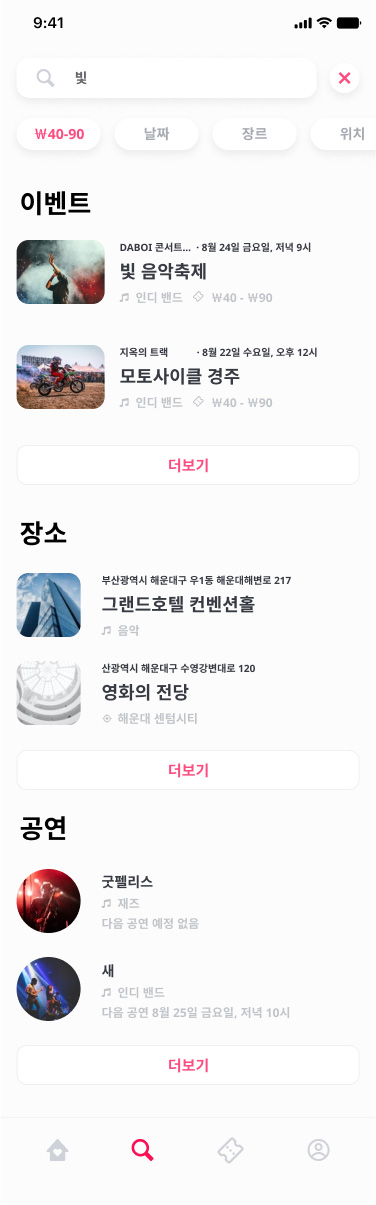 9:41
빛
₩40-90 날짜 장르 위치
이벤트
DABOI 콘서트... · 8월 24일 금요일, 저녁 9시
빛 음악축제
인디 밴드 ₩40 - ₩90
지옥의 트랙 · 8월 22일 수요일, 오후 12시
모토사이클 경주
인디 밴드 ₩40 - ₩90
더보기
장소
부산광역시 해운대구 우1동 해운대해변로 217
그랜드호텔 컨벤션홀
음악
산광역시 해운대구 수영강변대로 120
영화의 전당
해운대 센텀시티
더보기
공연
굿펠리스
재즈
다음 공연 예정 없음
새
인디 밴드
다음 공연 8월 25일 금요일, 저녁 10시
더보기